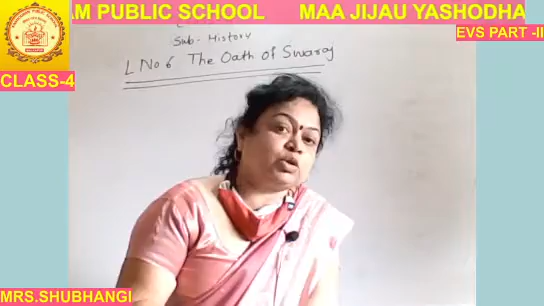 AM PUBLIC SCHOOL MAA JIJAU YASHODHA
EVS PART -II
CLASS-4
Sub- History
L No 6 The Oath of Swaraj
MRS.SHUBHANGI